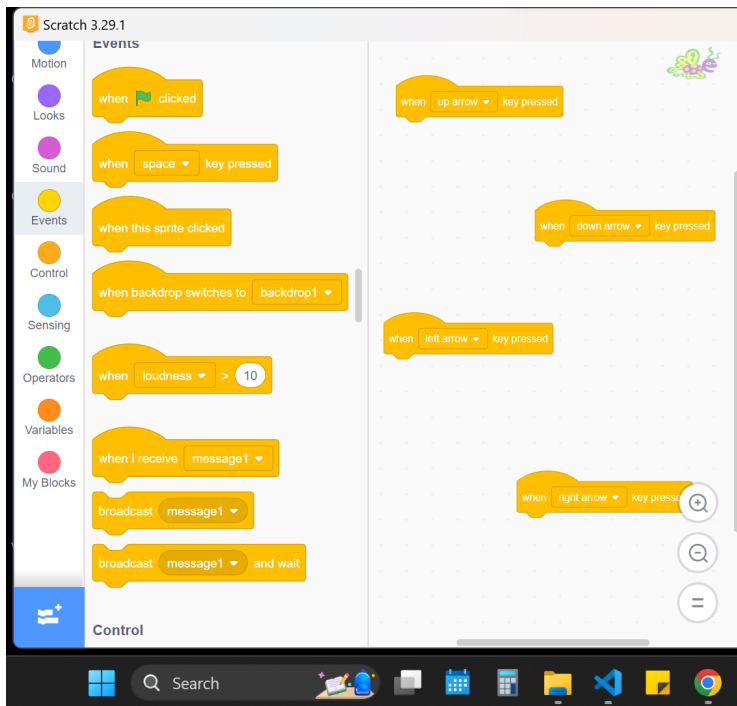 Scratch 3.29.1
Events
Motion
Looks
Sound
Events
Control
Sensing
Operators
Variables
My Blocks
when clicked
when space key pressed
when this sprite clicked
when backdrop switches to backdrop1
when loudness > 10
when I receive message1
broadcast message1
broadcast message1 and wait
Control
when up arrow key pressed
when down arrow key pressed
when left arrow key pressed
when right arrow key presse
Search